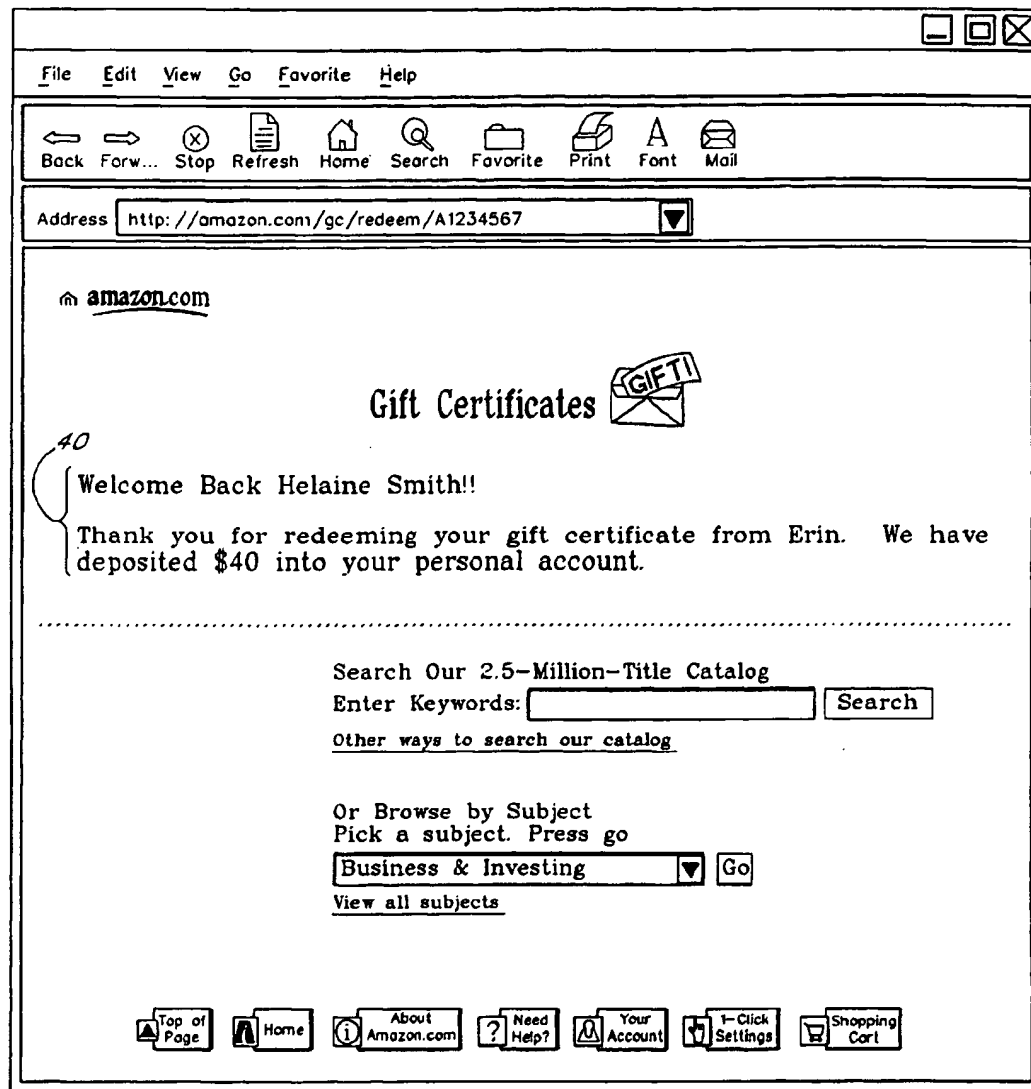 File Edit View Go Favorite Help
Back Forw... Stop Refresh Home Search Favorite Print Font Mail
Address http://amazon.com/gc/redeem/A1234567
amazon.com
GIFT!
Gift Certificates
40
Welcome Back Helaine Smith!!
Thank you for redeeming your gift certificate from Erin. We have
deposited $40 into your personal account.
Search Our 2.5-Million-Title Catalog
Enter Keywords: Search
Other ways to search our catalog
Or Browse by Subject
Pick a subject. Press go
Business & Investing Go
View all subjects
Top of Page Home About Amazon.com Need Help? Your Account 1-Click Settings Shopping Cart